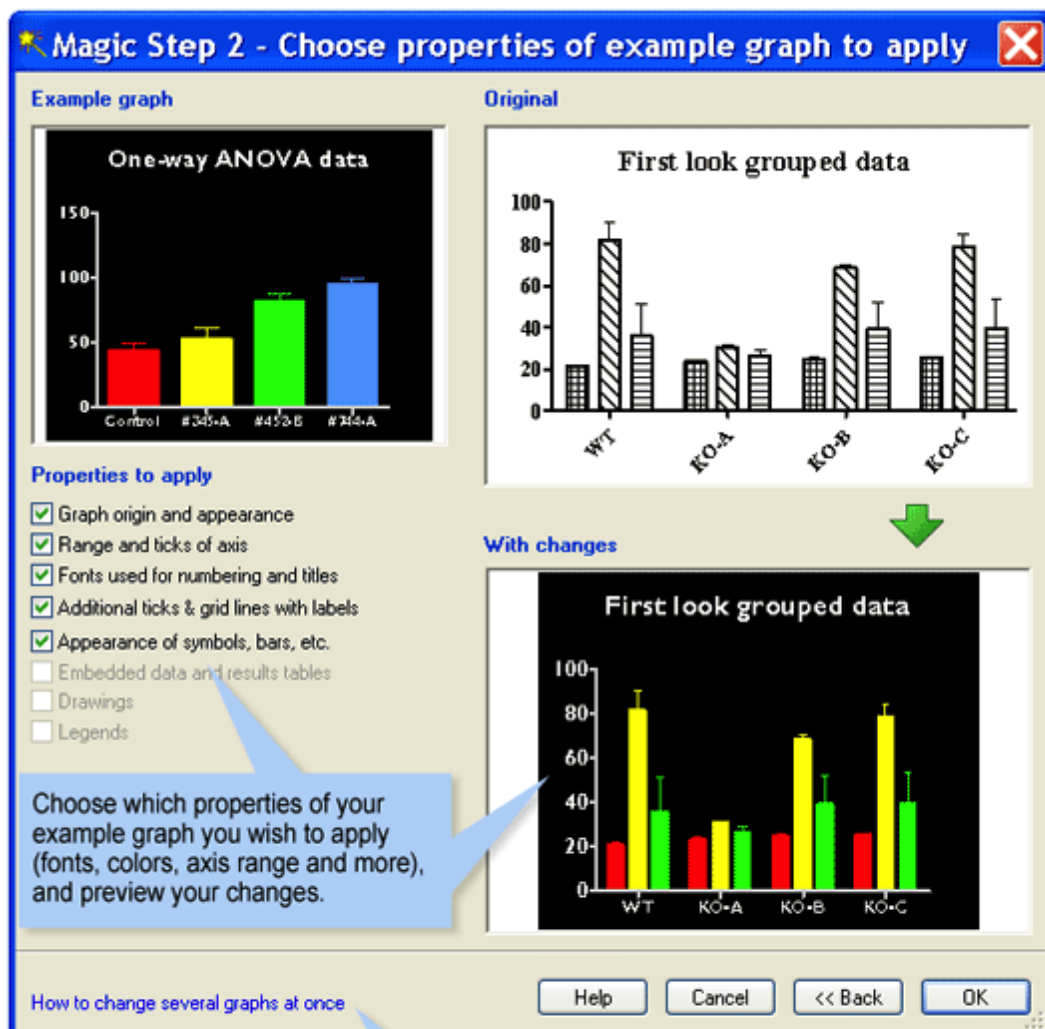 Magic Step 2 - Choose properties of example graph to apply
Example graph
One-way ANOVA data
150
100
50
0
Control #345-A #452-B #744-A
Original
First look grouped data
100
80
60
40
20
0
WT KO-A KO-B KO-C
Properties to apply
Graph origin and appearance
Range and ticks of axis
Fonts used for numbering and titles
Additional ticks & grid lines with labels
Appearance of symbols, bars, etc.
Embedded data and results tables
Drawings
Legends
With changes
First look grouped data
100
80
60
40
20
0
WT KO-A KO-B KO-C
Choose which properties of your
example graph you wish to apply
(fonts, colors, axis range and more),
and preview your changes.
How to change several graphs at once
Help Cancel << Back OK